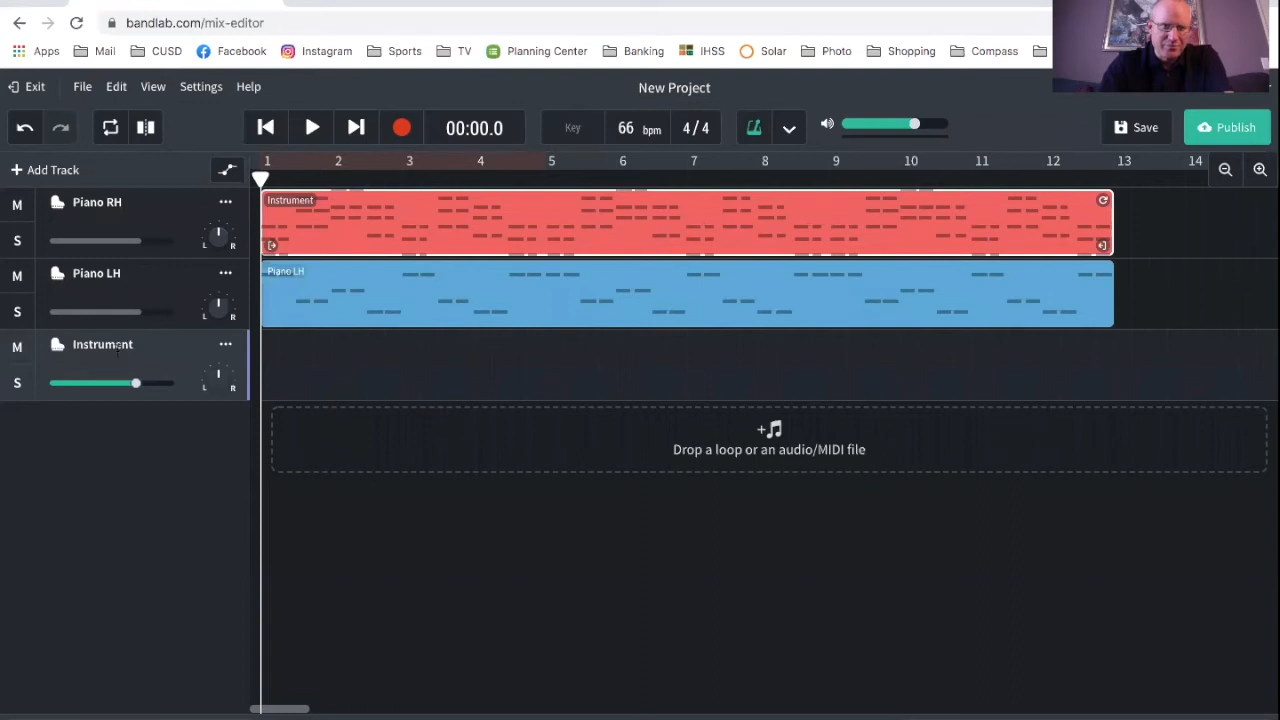 bandlab.com/mix-editor
Apps Mail CUSD Facebook Instagram Sports TV Planning Center Banking IHSS Solar Photo Shopping Compass
Exit File Edit View Settings Help New Project
00:00.0 Key 66 bpm 4/4 Save Publish
+ Add Track 1 2 3 4 5 6 7 8 9 10 11 12 13 14
M Piano RH ••• Instrument
S L R
M Piano LH ••• Piano LH
S L R
M Instrument •••
S L R
Drop a loop or an audio/MIDI file